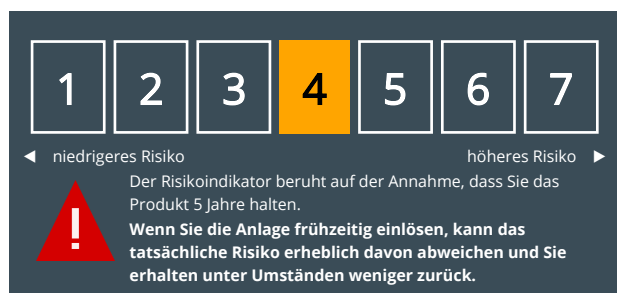 1 2 3 4 5 6 7
niedrigeres Risiko höheres Risiko
Der Risikoindikator beruht auf der Annahme, dass Sie das
Produkt 5 Jahre halten.
Wenn Sie die Anlage frühzeitig einlösen, kann das
tatsächliche Risiko erheblich davon abweichen und Sie
erhalten unter Umständen weniger zurück.